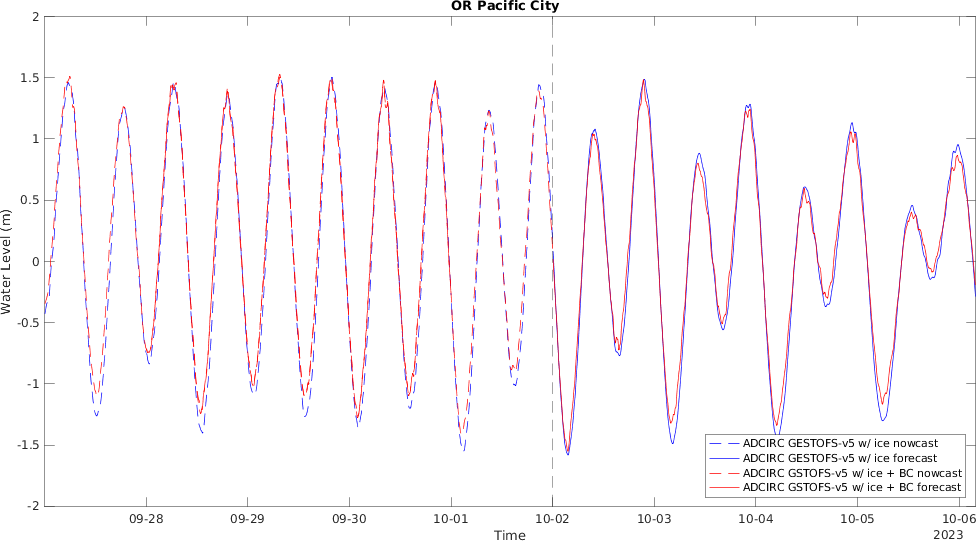 OR Pacific City
2
1.5
1
0.5
0
-0.5
-1
-1.5
-2
Water Level (m)
09-28 09-29 09-30 10-01 10-02 10-03 10-04 10-05 10-06
2023
Time
ADCIRC GESTOFS-v5 w/ ice nowcast
ADCIRC GESTOFS-v5 w/ ice forecast
ADCIRC GSTOFS-v5 w/ ice + BC nowcast
ADCIRC GSTOFS-v5 w/ ice + BC forecast